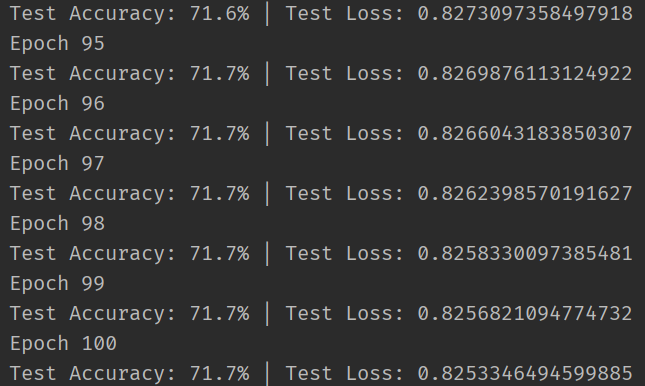 Test Accuracy: 71.6% | Test Loss: 0.8273097358497918
Epoch 95
Test Accuracy: 71.7% | Test Loss: 0.8269876113124922
Epoch 96
Test Accuracy: 71.7% | Test Loss: 0.8266043183850307
Epoch 97
Test Accuracy: 71.7% | Test Loss: 0.8262398570191627
Epoch 98
Test Accuracy: 71.7% | Test Loss: 0.8258330097385481
Epoch 99
Test Accuracy: 71.7% | Test Loss: 0.8256821094774732
Epoch 100
Test Accuracy: 71.7% | Test Loss: 0.8253346494599885